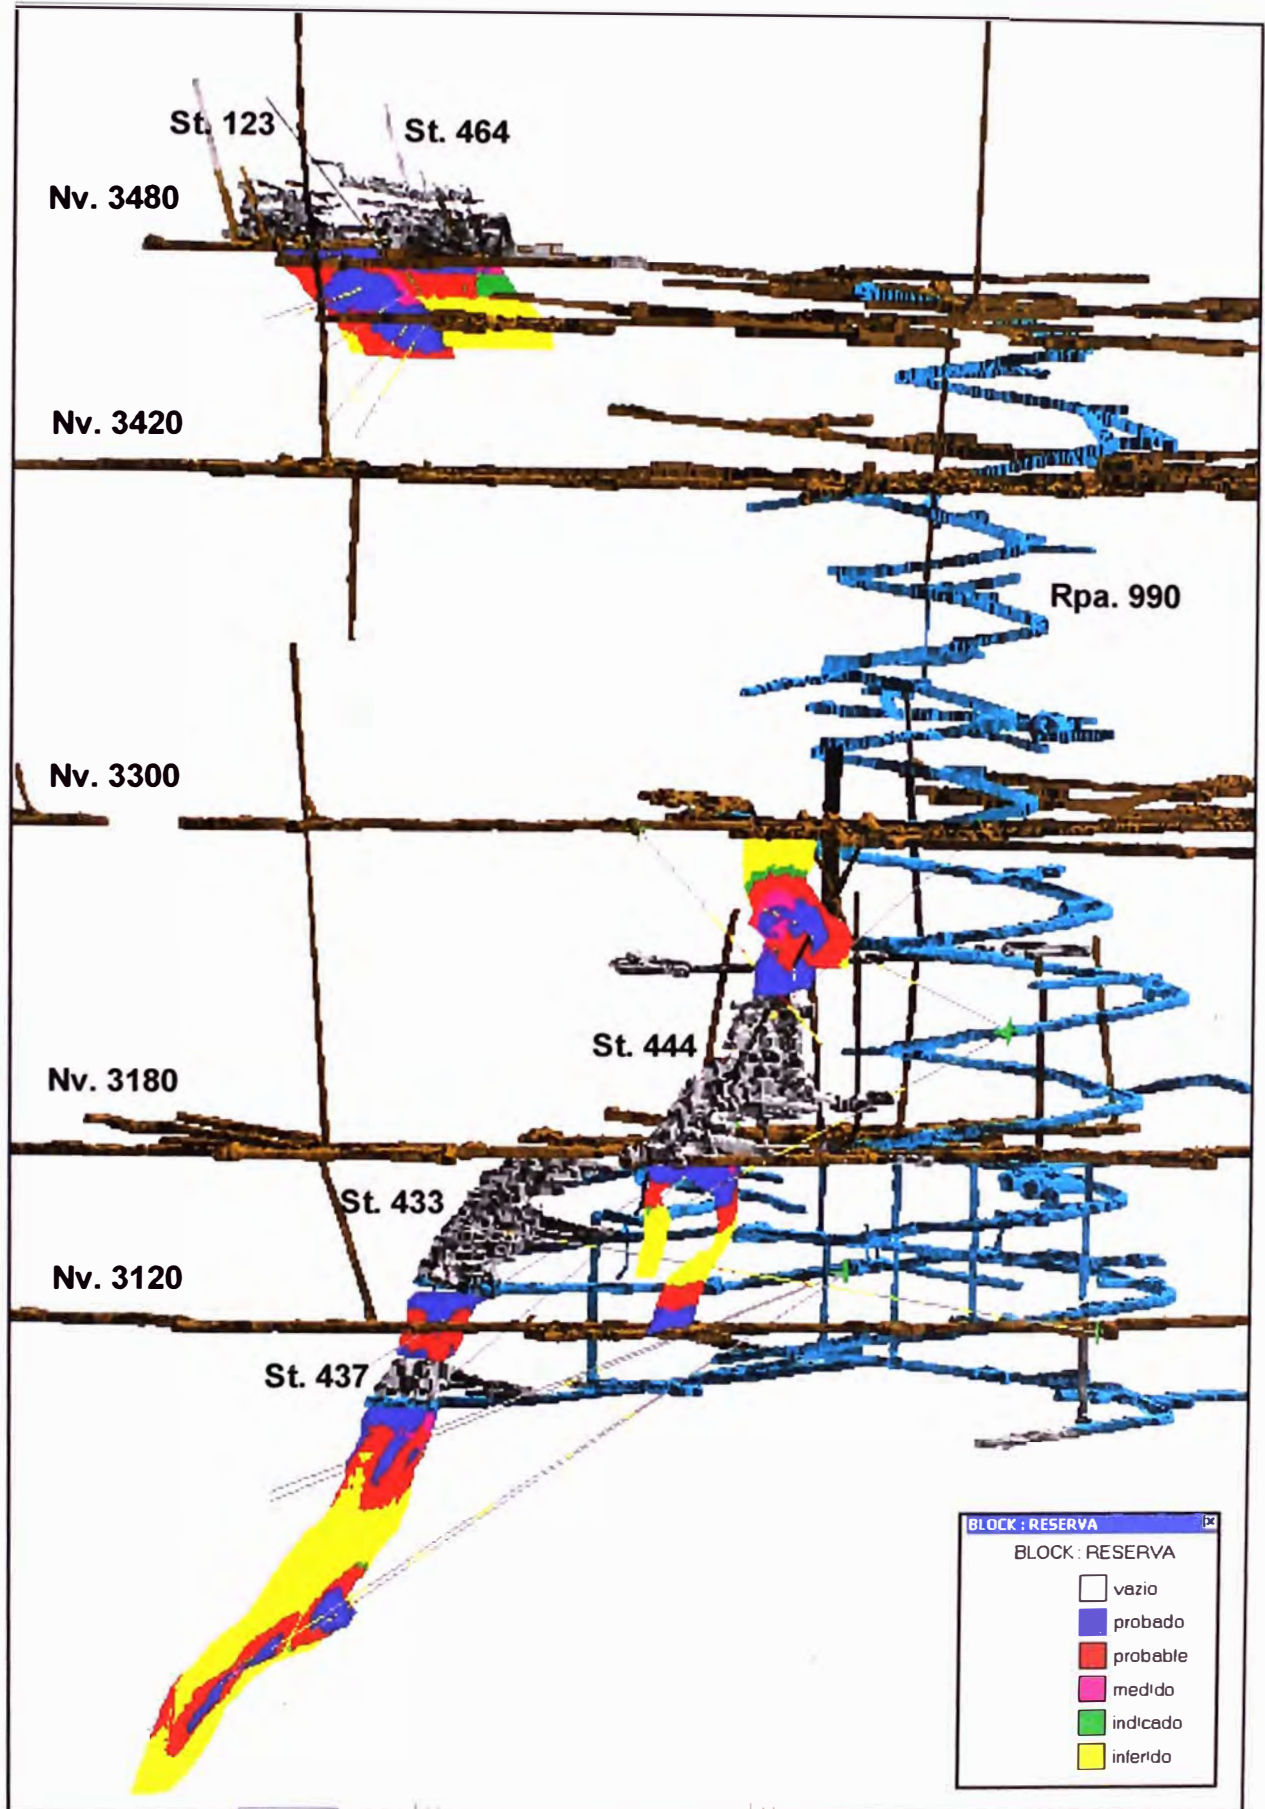 St. 123
St. 464
Nv. 3480
Nv. 3420
Rpa. 990
Nv. 3300
St. 444
Nv. 3180
St. 433
Nv. 3120
St. 437
BLOCK : RESERVA
BLOCK : RESERVA
vazio
probado
probable
medido
indicado
inferido